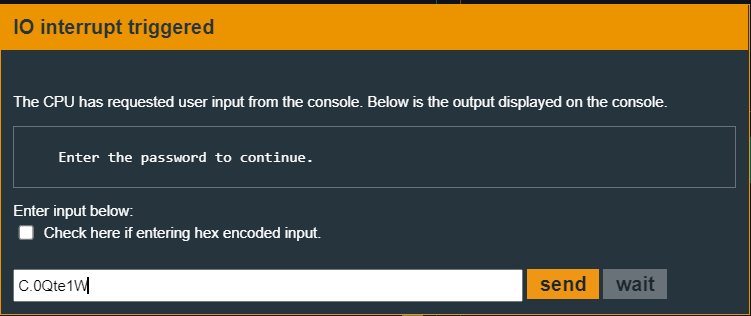 IO interrupt triggered
The CPU has requested user input from the console. Below is the output displayed on the console.
Enter the password to continue.
Enter input below:
Check here if entering hex encoded input.
C.0Qte1W
send wait